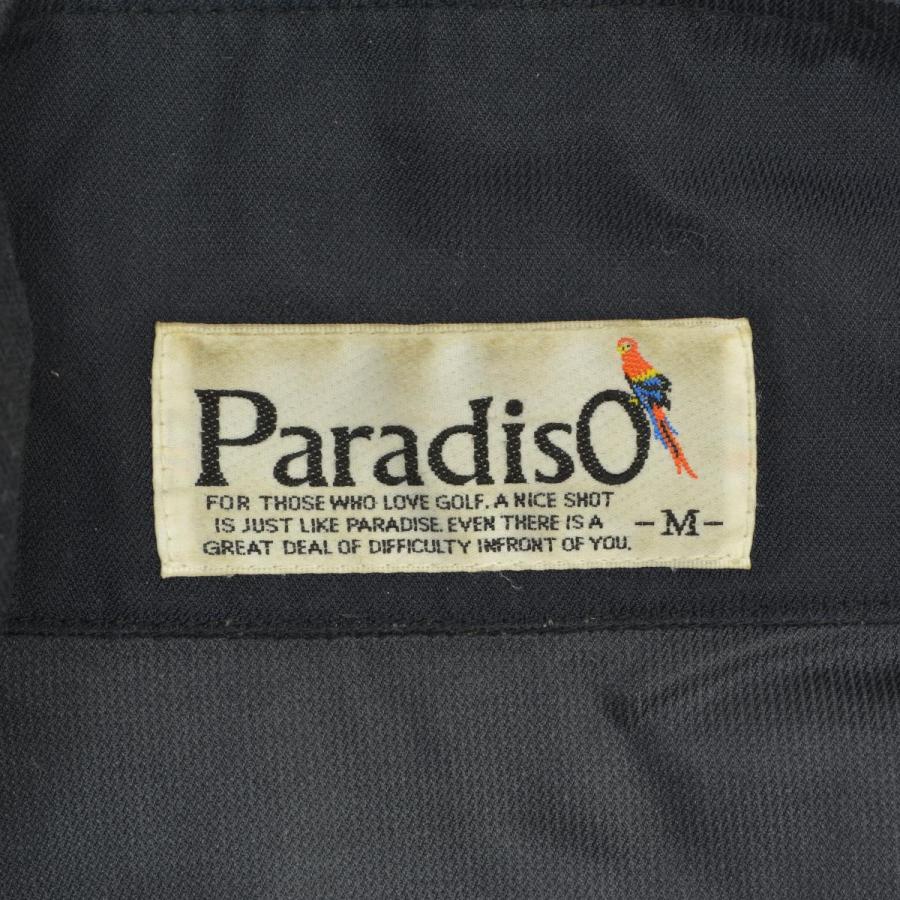 ParadisO
FOR THOSE WHO LOVE GOLF. A NICE SHOT
IS JUST LIKE PARADISE. EVEN THERE IS A
GREAT DEAL OF DIFFICULTY INFRONT OF YOU.
-M-